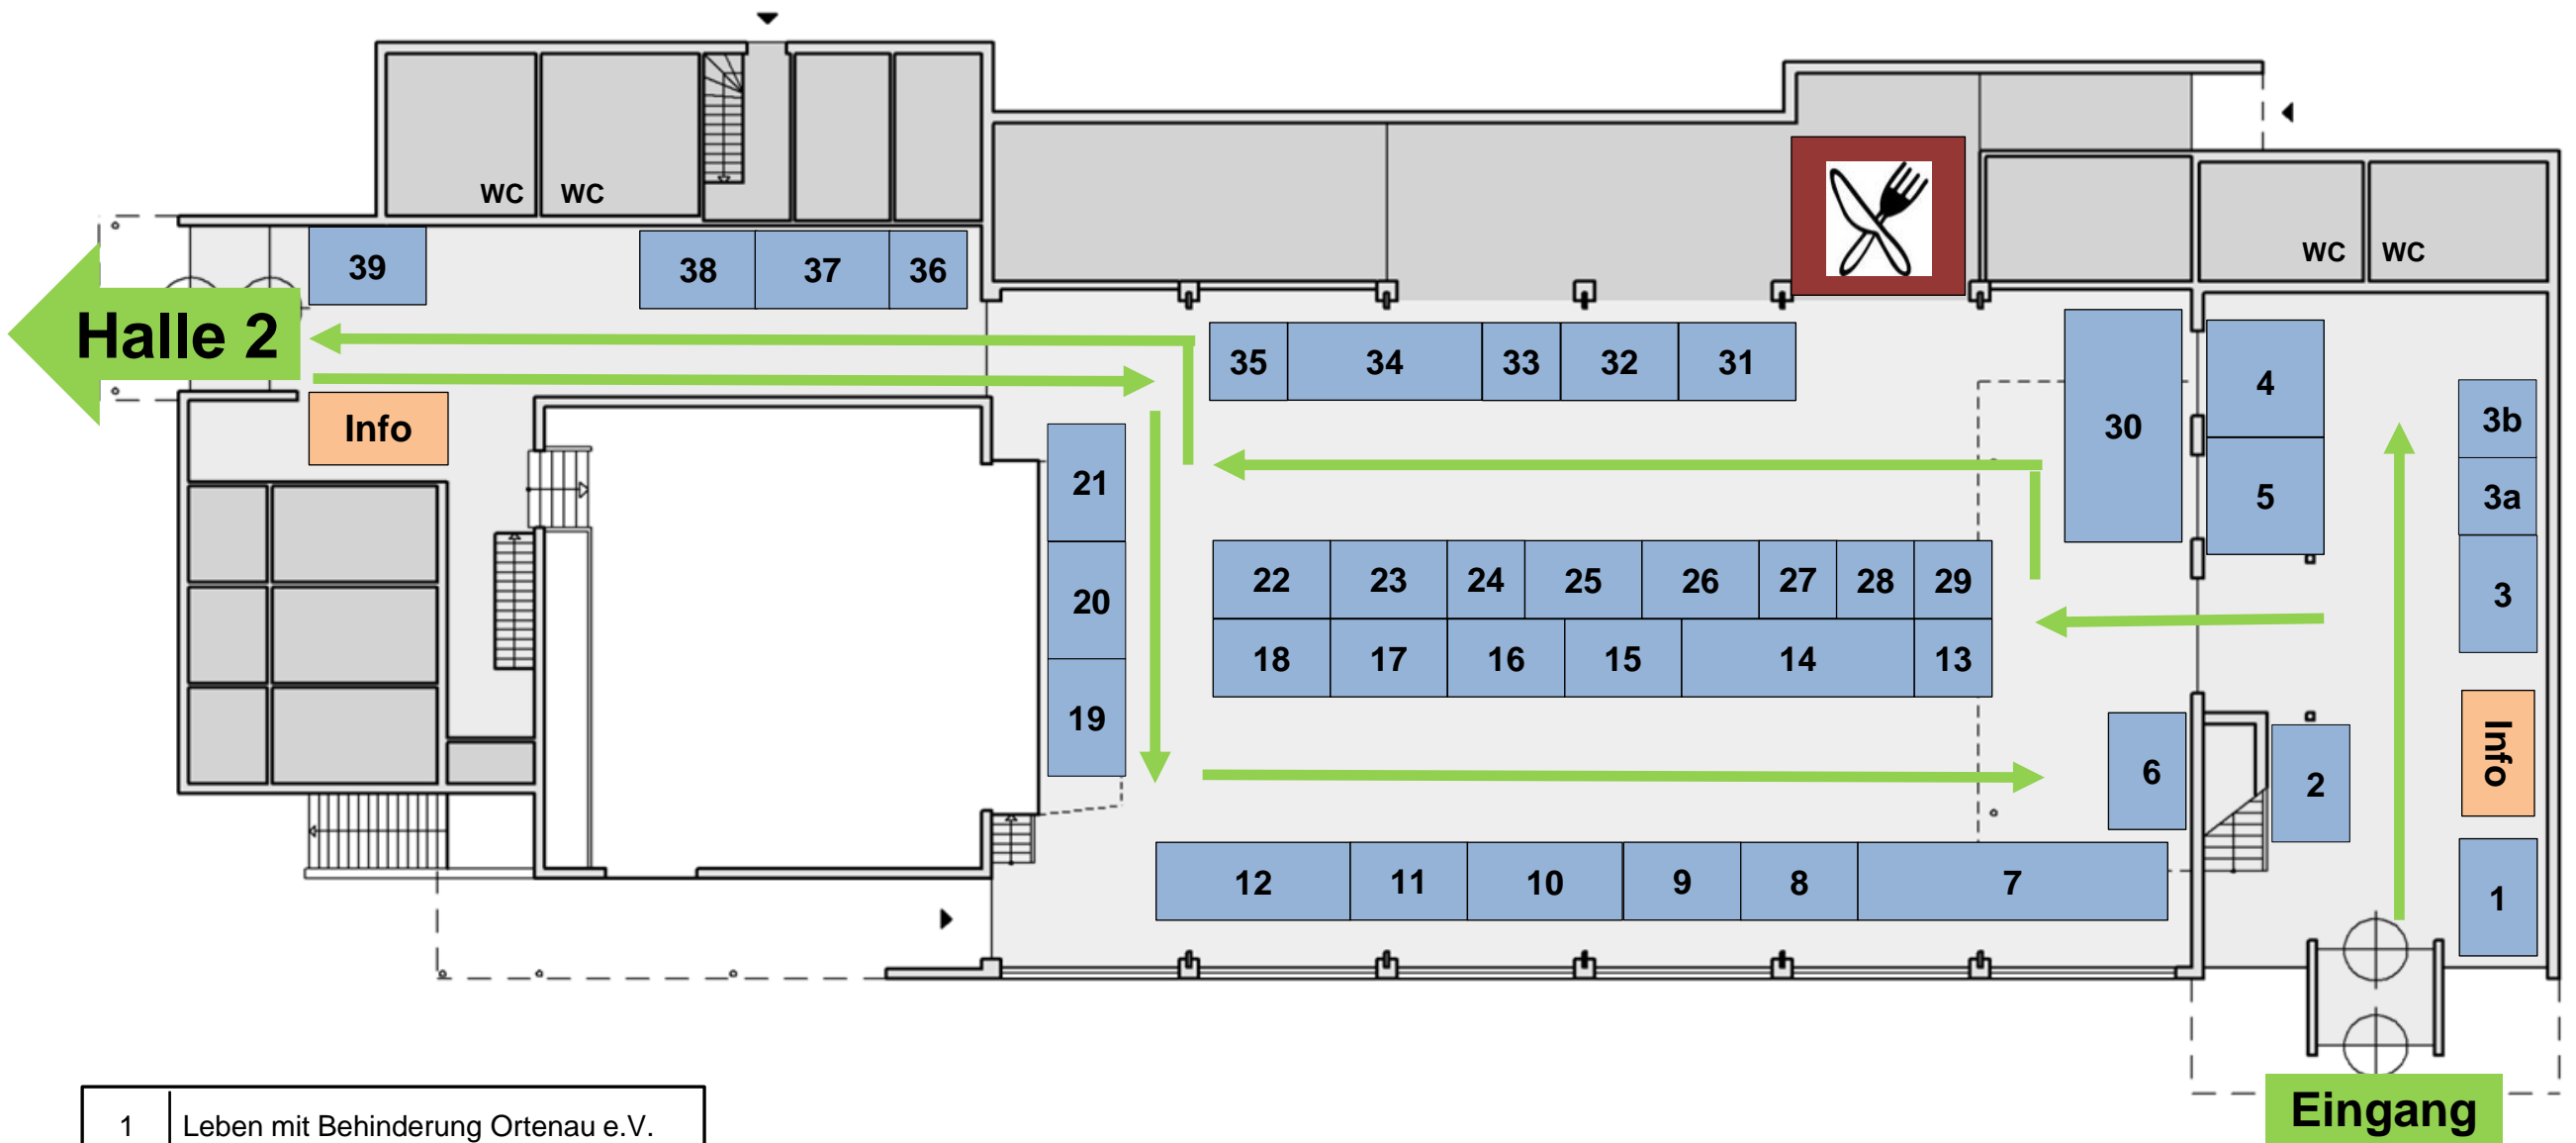 WC WC
WC WC
39 38 37 36
Halle 2
35 34 33 32 31
30
4
3b
Info
21
5
3a
22 23 24 25 26 27 28 29
20
3
18 17 16 15 14 13
19
6
2
Info
12 11 10 9 8 7
1
Eingang
1 Leben mit Behinderung Ortenau e.V.